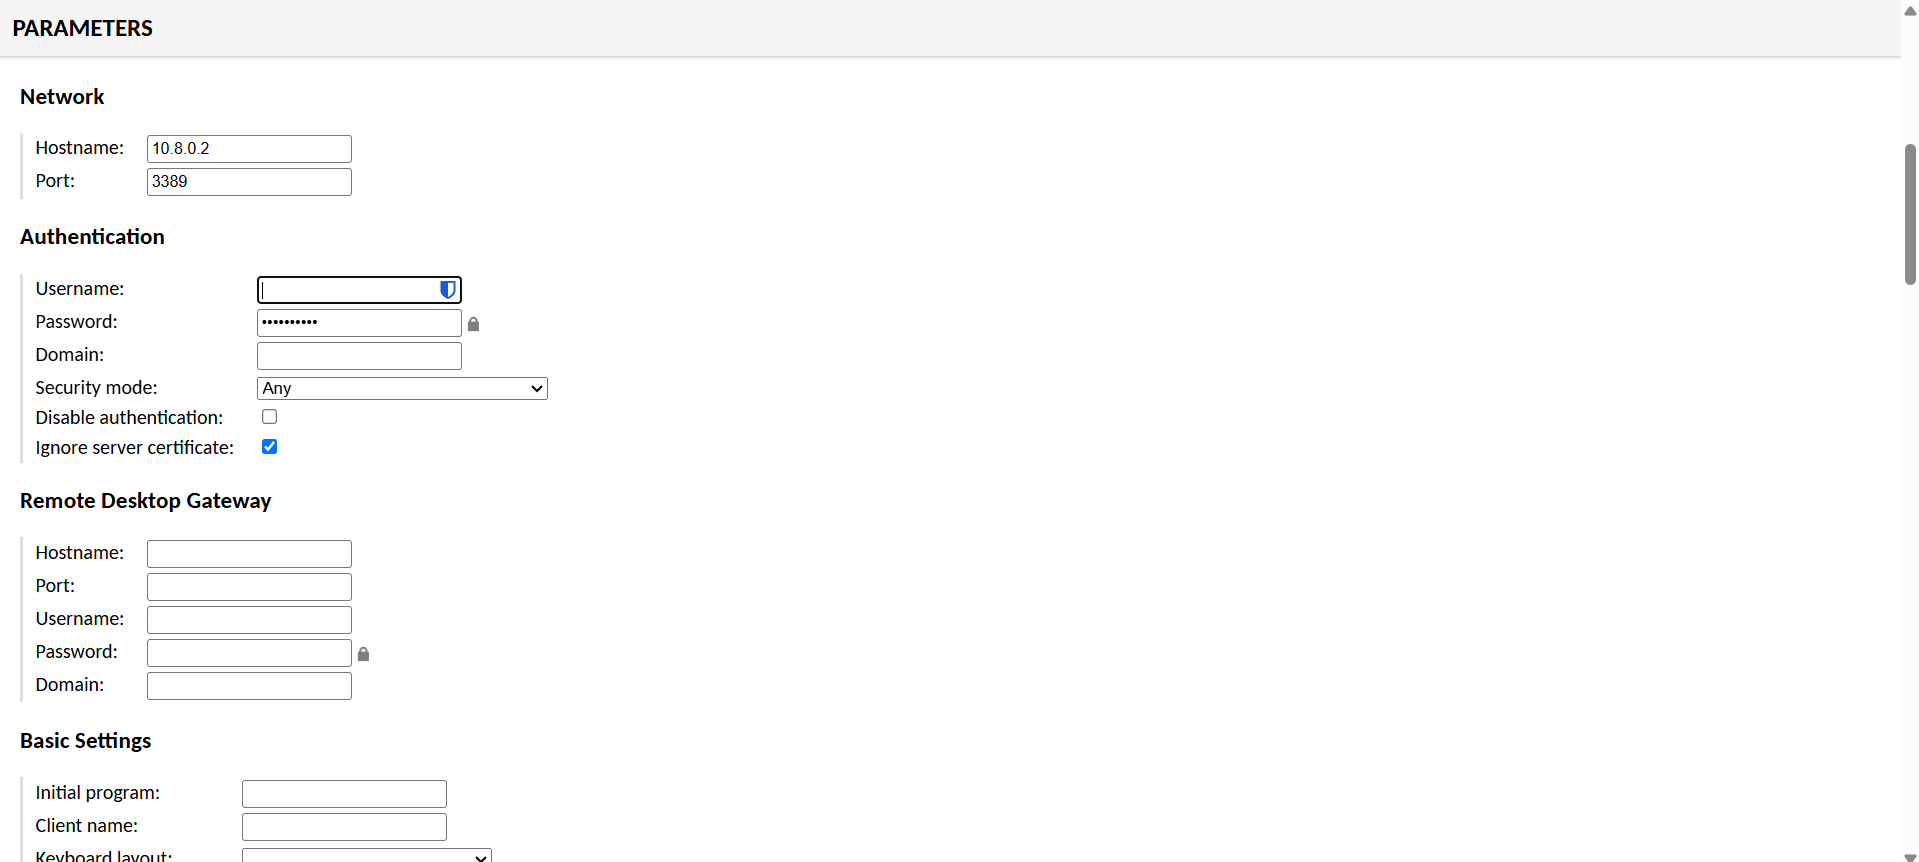 PARAMETERS
Network
Hostname: 10.8.0.2
Port: 3389
Authentication
Username:
Password: ••••••••••
Domain:
Security mode: Any
Disable authentication:
Ignore server certificate:
Remote Desktop Gateway
Hostname:
Port:
Username:
Password:
Domain:
Basic Settings
Initial program:
Client name:
Keyboard layout: